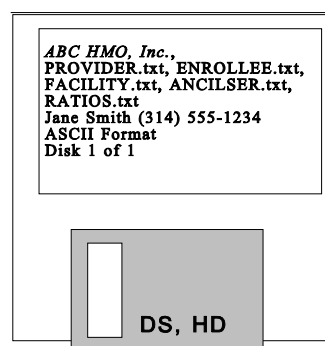 ABC HMO, Inc.,
PROVIDER.txt, ENROLLEE.txt,
FACILITY.txt, ANCILSER.txt,
RATIOS.txt
Jane Smith (314) 555-1234
ASCII Format
Disk 1 of 1
DS, HD